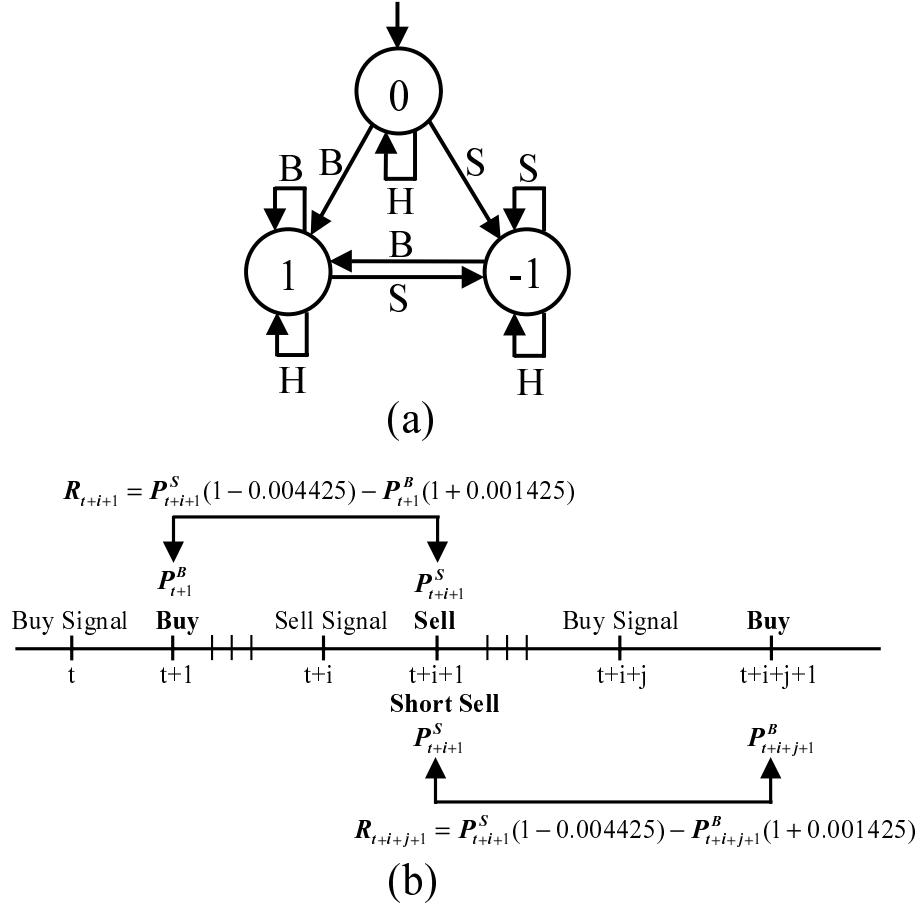 0
B B S S
H
1 B -1
S
H H
(a)
R_{t+i+1} = P^S_{t+i+1}(1−0.004425) − P^B_{t+1}(1+0.001425)
P^B_{t+1} P^S_{t+i+1}
Buy Signal Buy Sell Signal Sell Buy Signal Buy
t t+1 t+i t+i+1 t+i+j t+i+j+1
Short Sell
P^S_{t+i+1} P^B_{t+i+j+1}
R_{t+i+j+1} = P^S_{t+i+1}(1−0.004425) − P^B_{t+i+j+1}(1+0.001425)
(b)